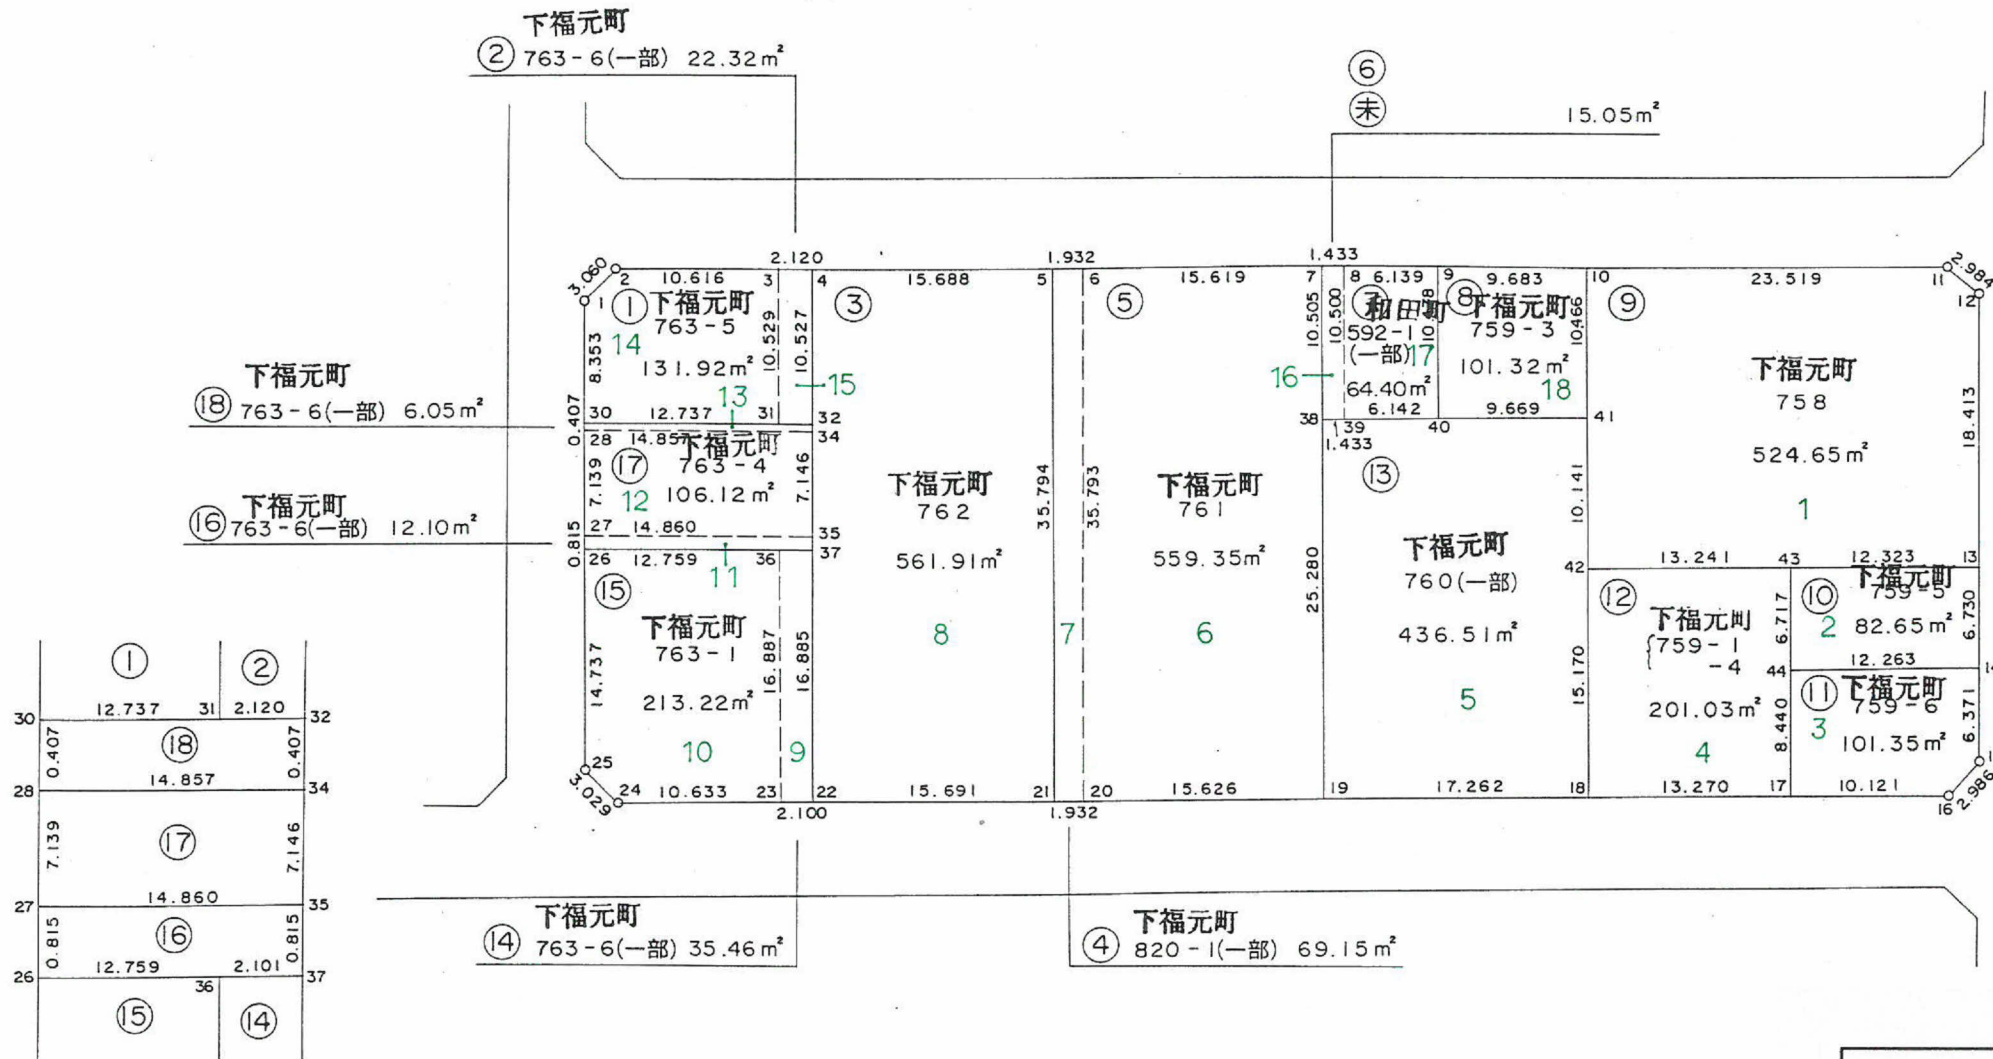 下福元町
② 763-6(一部) 22.32㎡
⑥
未 15.05㎡
2.120
1.932
1.433
3.060
2 10.616 3
4 15.688 5
6 15.619 7
8 6.139 9
9.683 10
23.519 11
2.984
12
1
① 下福元町
763-5
14
131.92㎡
8.353
10.529
10.527
13
15
③
⑤
10.505
10.500
⑦ 和田町
592-1
(一部) 17
64.40㎡
16
⑧ 下福元町
759-3
101.32㎡
18
10.466
⑨
下福元町
758
524.65㎡
1
18.413
下福元町
⑱ 763-6(一部) 6.05㎡
0.407
30 12.737 31 32
28 14.857 34
⑰ 下福元町
763-4
12 106.12㎡
7.139
7.146
下福元町
⑯ 763-6(一部) 12.10㎡
0.815
27 14.860 35
26 12.759 36 37
11
38 39 6.142 40 9.669 41
1.433
⑬
10.141
下福元町
762
561.91㎡
8
35.794
35.793
7
下福元町
761
559.35㎡
6
25.280
下福元町
760(一部)
436.51㎡
5
42 13.241 43 12.323 13
15.170
⑫
下福元町
759-1
-4
201.03㎡
4
6.717
⑩ 下福元町
759-5
2 82.65㎡
6.730
44 12.263
⑪ 下福元町
759-6
3 101.35㎡
8.440
6.371
⑮
下福元町
763-1
213.22㎡
14.737
16.887
16.885
10
9
25
3.029
24 10.633 23 22 15.691 21 20 15.626 19 17.262 18 13.270 17 10.121 16
2.986
2.100
1.932
下福元町
⑭ 763-6(一部) 35.46㎡
下福元町
④ 820-1(一部) 69.15㎡
① ②
30 12.737 31 2.120 32
0.407 ⑱ 0.407
28 14.857 34
7.139 ⑰ 7.146
27 14.860 35
0.815 ⑯ 0.815
26 12.759 2.101 37
36
⑮ ⑭